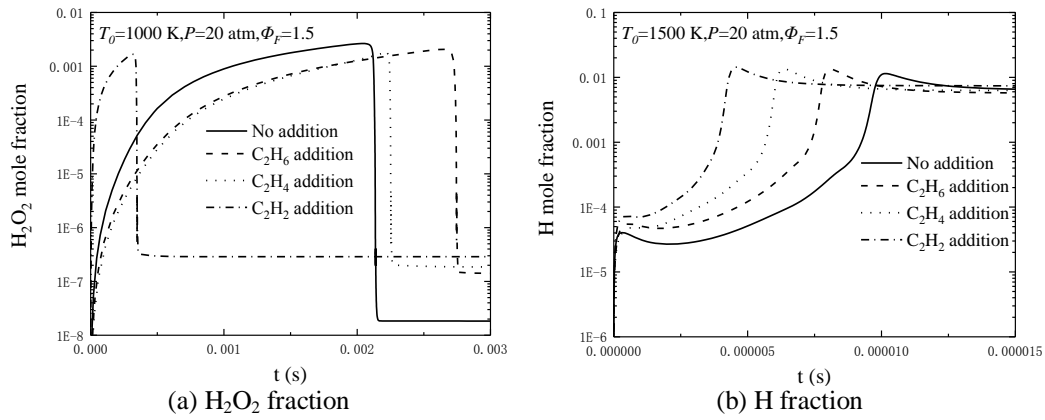 T₀=1000 K,P=20 atm,Φ_F=1.5
H₂O₂ mole fraction
0.01
0.001
1E-4
1E-5
1E-6
1E-7
1E-8
No addition
C₂H₆ addition
C₂H₄ addition
C₂H₂ addition
0.000
0.001
0.002
0.003
t (s)
(a) H₂O₂ fraction
T₀=1500 K,P=20 atm,Φ_F=1.5
H mole fraction
0.1
0.01
0.001
1E-4
1E-5
1E-6
No addition
C₂H₆ addition
C₂H₄ addition
C₂H₂ addition
0.000000
0.000005
0.000010
0.000015
t (s)
(b) H fraction